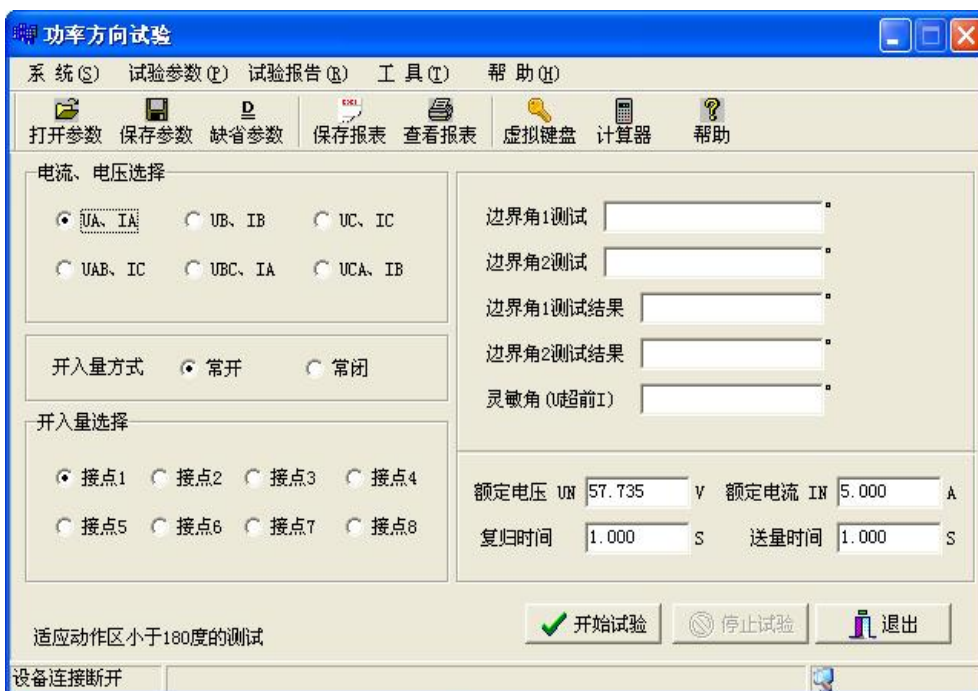 功率方向试验
系 统(S) 试验参数(P) 试验报告(R) 工 具(T) 帮 助(H)
打开参数 保存参数 缺省参数 保存报表 查看报表 虚拟键盘 计算器 帮助
电流、电压选择
UA、IA UB、IB UC、IC
UAB、IC UBC、IA UCA、IB
开入量方式 常开 常闭
开入量选择
接点1 接点2 接点3 接点4
接点5 接点6 接点7 接点8
边界角1测试 °
边界角2测试 °
边界角1测试结果 °
边界角2测试结果 °
灵敏角(U超前I) °
额定电压 UN 57.735 V 额定电流 IN 5.000 A
复归时间 1.000 S 送量时间 1.000 S
适应动作区小于180度的测试
开始试验 停止试验 退出
设备连接断开